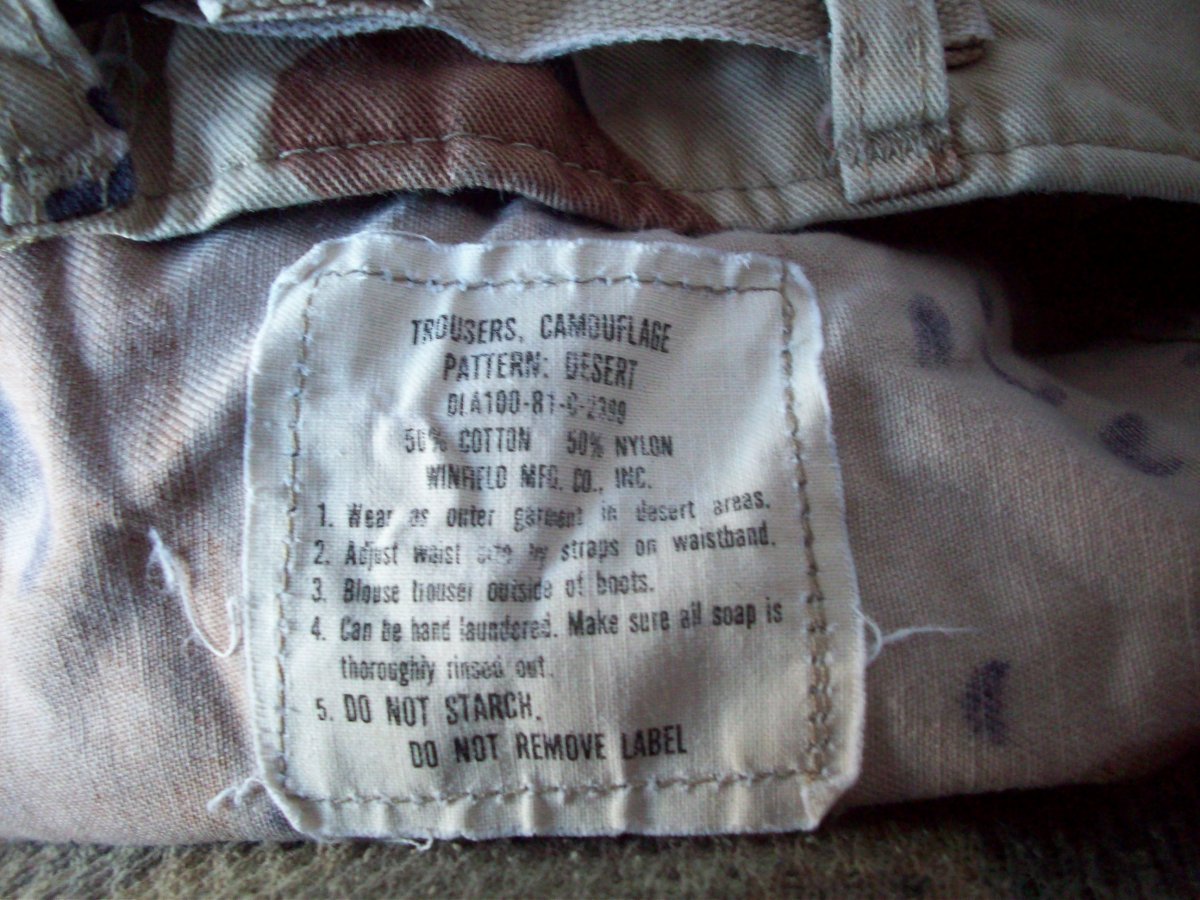 TROUSERS, CAMOUFLAGE
PATTERN: DESERT
DLA100-81-C-2399
50% COTTON 50% NYLON
WINFIELD MFG. CO., INC.
1. Wear as outer garment in desert areas.
2. Adjust waist size by straps on waistband.
3. Blouse trouser outside of boots.
4. Can be hand laundered. Make sure all soap is
thoroughly rinsed out.
5. DO NOT STARCH.
DO NOT REMOVE LABEL